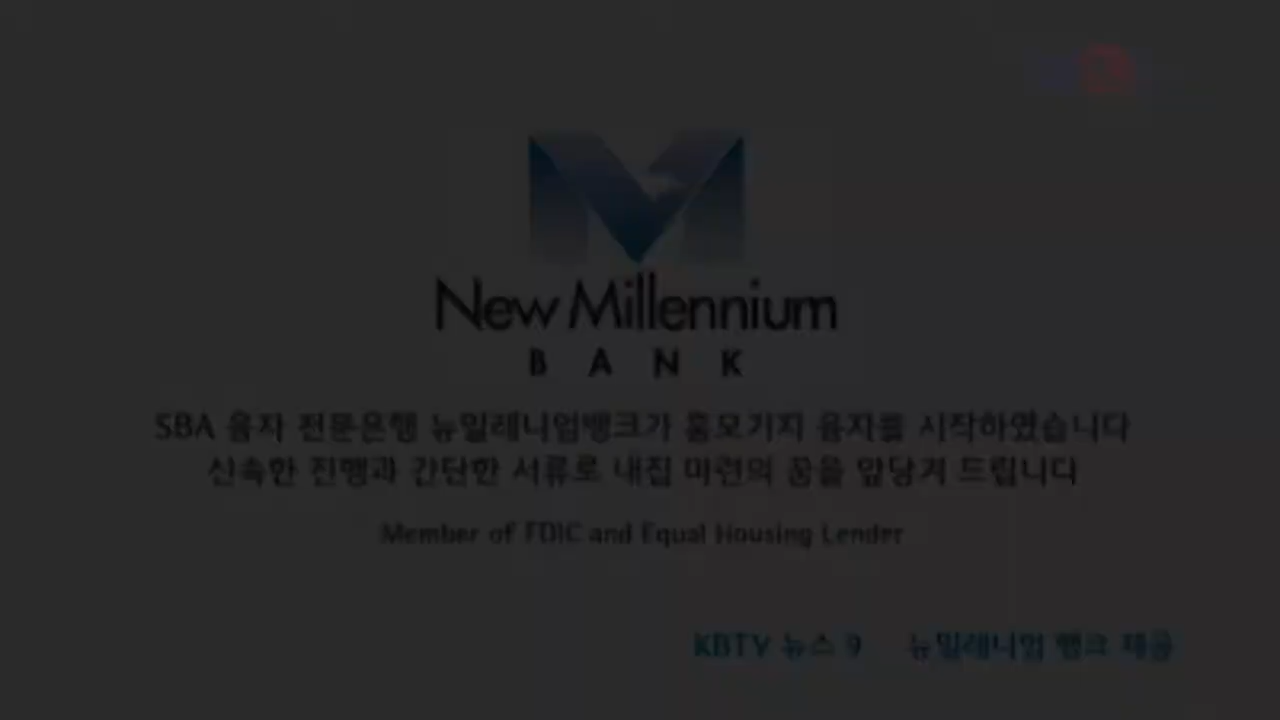 New Millennium
BANK
SBA 융자 전문은행 뉴밀레니엄뱅크가 홈모기지 융자를 시작하였습니다
신속한 진행과 간단한 서류로 내집 마련의 꿈을 앞당겨 드립니다
Member of FDIC and Equal Housing Lender
KBTV 뉴스 9 뉴밀레니엄 뱅크 제공